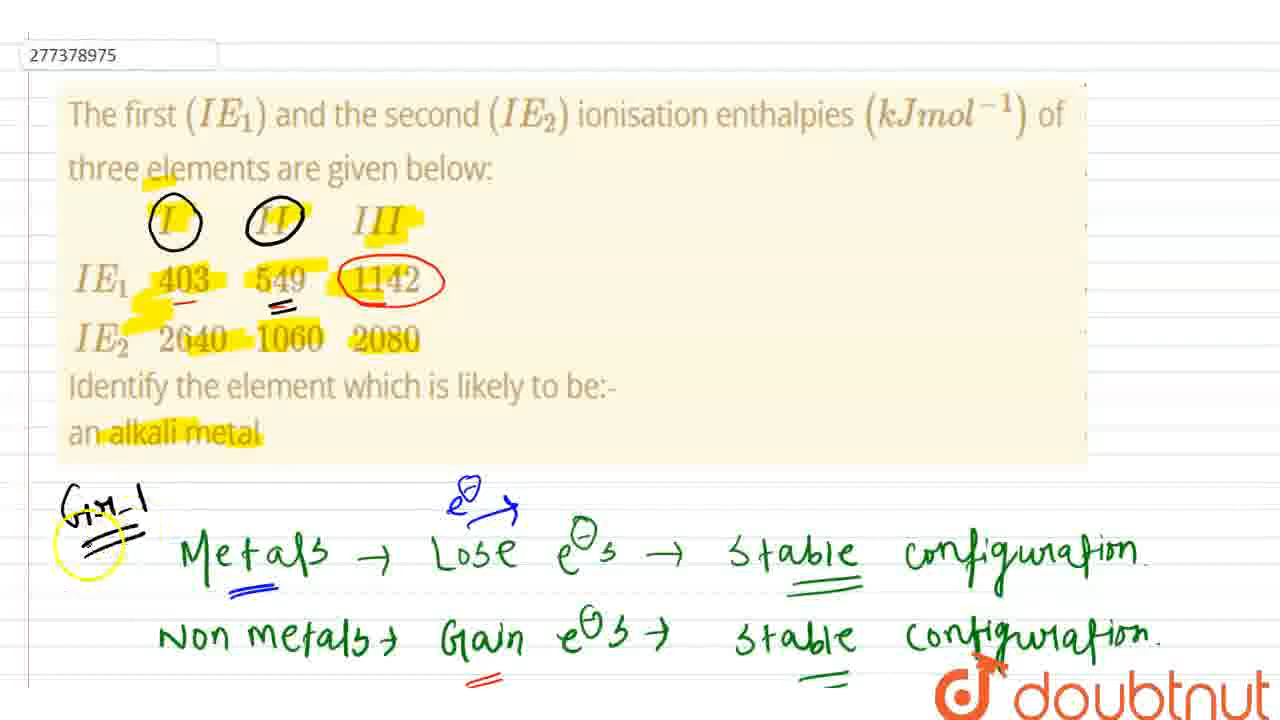 277378975
The first (IE₁) and the second (IE₂) ionisation enthalpies (kJmol⁻¹) of
three elements are given below:
I II III
IE₁ 403 549 1142
IE₂ 2640 1060 2080
Identify the element which is likely to be:-
an alkali metal
Gr-1
e⊖
Metals → Lose e⊖s → Stable configuration.
Non metals → Gain e⊖s → Stable configuration.
doubtnut